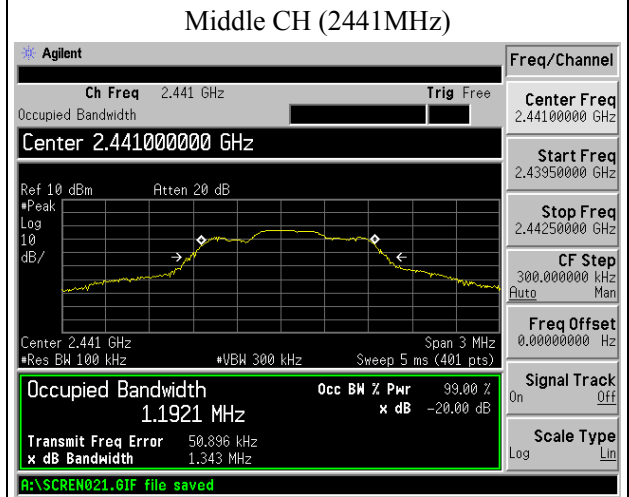 Middle CH (2441MHz)
Agilent
Freq/Channel
Ch Freq 2.441 GHz Trig Free
Occupied Bandwidth
Center 2.441000000 GHz
Center Freq
2.44100000 GHz
Start Freq
2.43950000 GHz
Stop Freq
2.44250000 GHz
CF Step
300.000000 kHz
Auto Man
Freq Offset
0.00000000 Hz
Signal Track
On Off
Scale Type
Log Lin
Ref 10 dBm Atten 20 dB
#Peak
Log
10
dB/
Center 2.441 GHz Span 3 MHz
#Res BW 100 kHz #VBW 300 kHz Sweep 5 ms (401 pts)
Occupied Bandwidth Occ BW % Pwr 99.00 %
1.1921 MHz x dB -20.00 dB
Transmit Freq Error 50.896 kHz
x dB Bandwidth 1.343 MHz
A:\SCREN021.GIF file saved